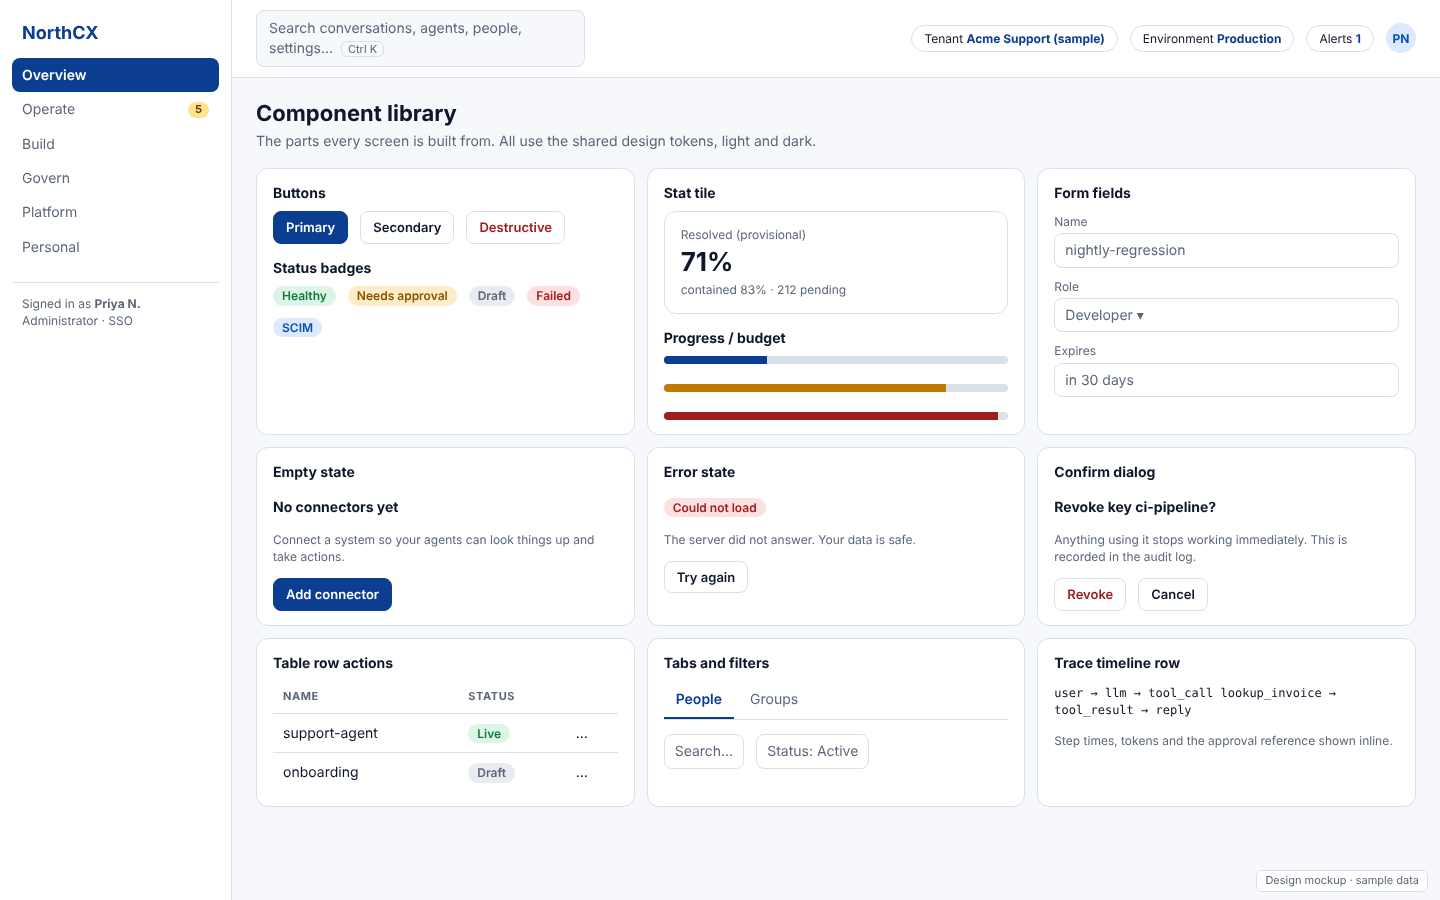 NorthCX
Overview
Operate 5
Build
Govern
Platform
Personal
Signed in as Priya N.
Administrator · SSO
Search conversations, agents, people,
settings... Ctrl K
Tenant Acme Support (sample)
Environment Production
Alerts 1
PN
Component library
The parts every screen is built from. All use the shared design tokens, light and dark.
Buttons
Primary
Secondary
Destructive
Status badges
Healthy
Needs approval
Draft
Failed
SCIM
Stat tile
Resolved (provisional)
71%
contained 83% · 212 pending
Progress / budget
Form fields
Name
nightly-regression
Role
Developer ▾
Expires
in 30 days
Empty state
No connectors yet
Connect a system so your agents can look things up and
take actions.
Add connector
Error state
Could not load
The server did not answer. Your data is safe.
Try again
Confirm dialog
Revoke key ci-pipeline?
Anything using it stops working immediately. This is
recorded in the audit log.
Revoke
Cancel
Table row actions
NAME STATUS
support-agent Live ...
onboarding Draft ...
Tabs and filters
People
Groups
Search...
Status: Active
Trace timeline row
user → llm → tool_call lookup_invoice →
tool_result → reply
Step times, tokens and the approval reference shown inline.
Design mockup · sample data